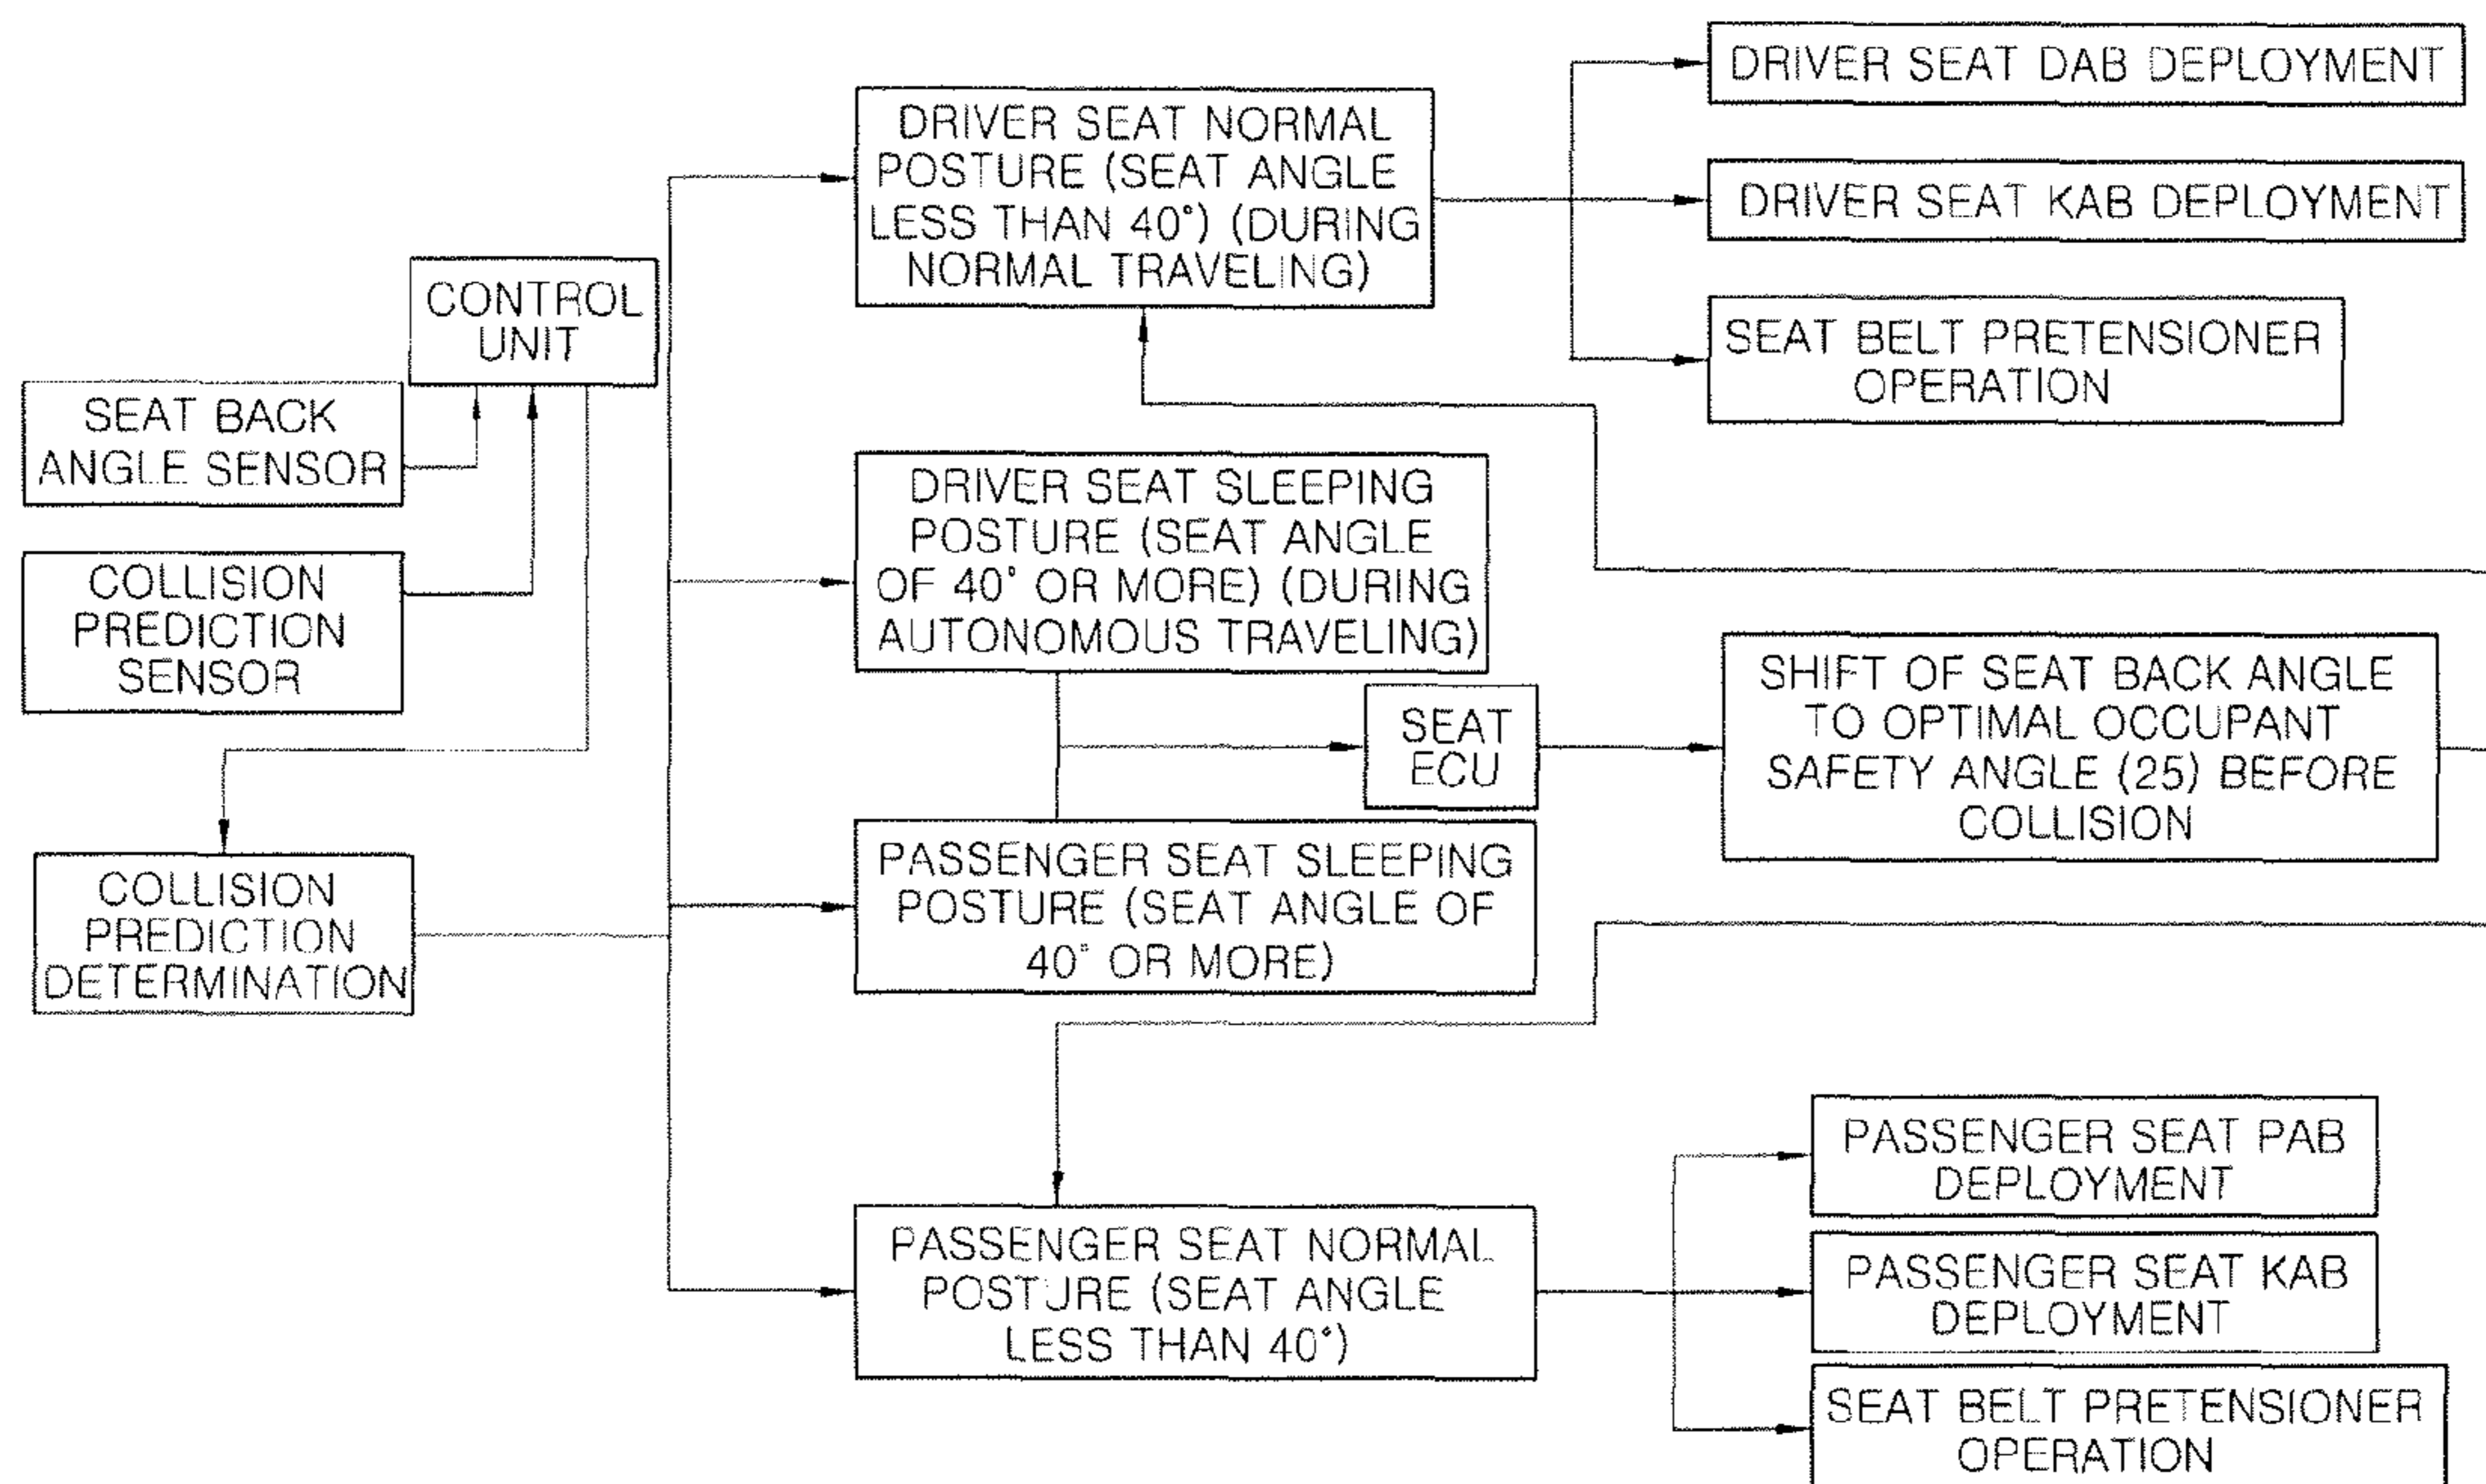 DRIVER SEAT DAB DEPLOYMENT
DRIVER SEAT NORMAL
POSTURE (SEAT ANGLE
LESS THAN 40°) (DURING
NORMAL TRAVELING)
DRIVER SEAT KAB DEPLOYMENT
SEAT BELT PRETENSIONER
OPERATION
CONTROL
UNIT
SEAT BACK
ANGLE SENSOR
COLLISION
PREDICTION
SENSOR
DRIVER SEAT SLEEPING
POSTURE (SEAT ANGLE
OF 40° OR MORE) (DURING
AUTONOMOUS TRAVELING)
SEAT
ECU
SHIFT OF SEAT BACK ANGLE
TO OPTIMAL OCCUPANT
SAFETY ANGLE (25) BEFORE
COLLISION
COLLISION
PREDICTION
DETERMINATION
PASSENGER SEAT SLEEPING
POSTURE (SEAT ANGLE OF
40° OR MORE)
PASSENGER SEAT NORMAL
POSTURE (SEAT ANGLE
LESS THAN 40°)
PASSENGER SEAT PAB
DEPLOYMENT
PASSENGER SEAT KAB
DEPLOYMENT
SEAT BELT PRETENSIONER
OPERATION